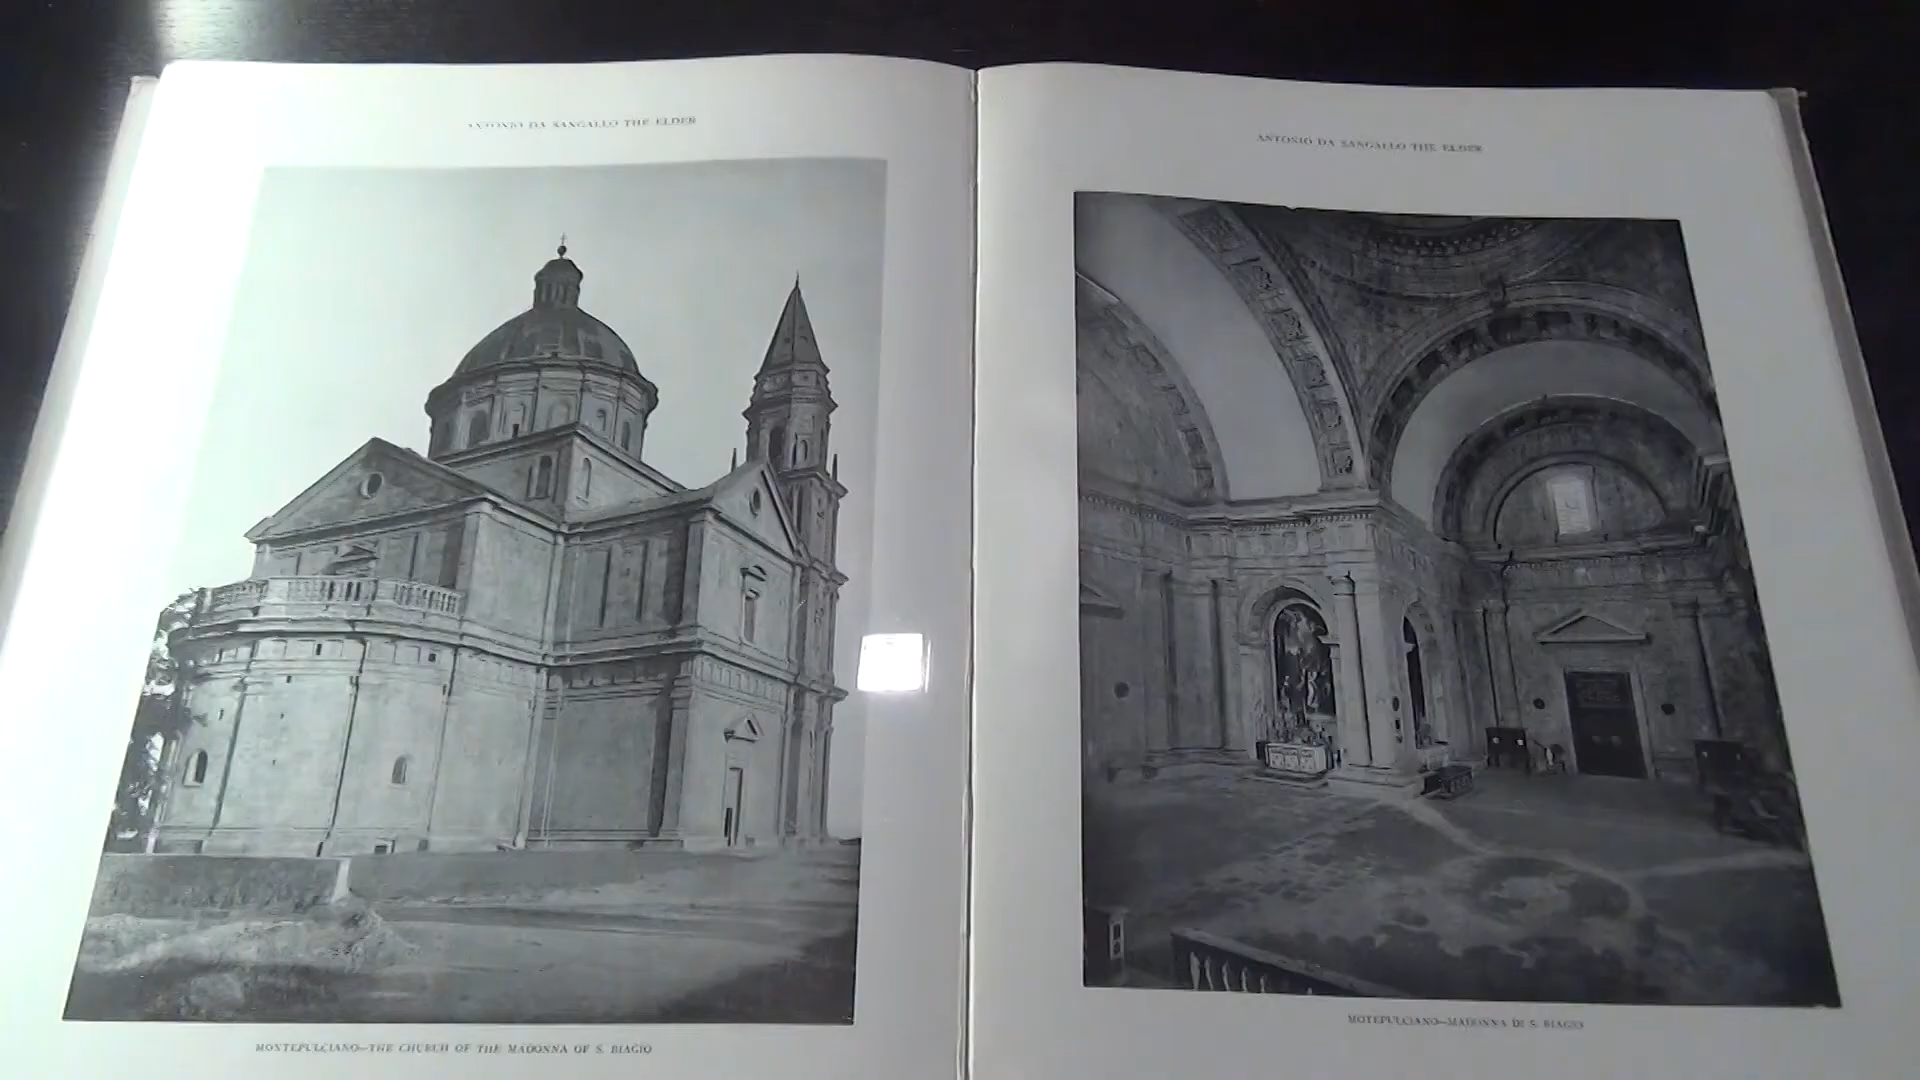 ANTONIO DA SANGALLO THE ELDER
MONTEPULCIANO—THE CHURCH OF THE MADONNA OF S. BIAGIO
ANTONIO DA SANGALLO THE ELDER
MOTEPULCIANO—MADONNA DI S. BIAGIO